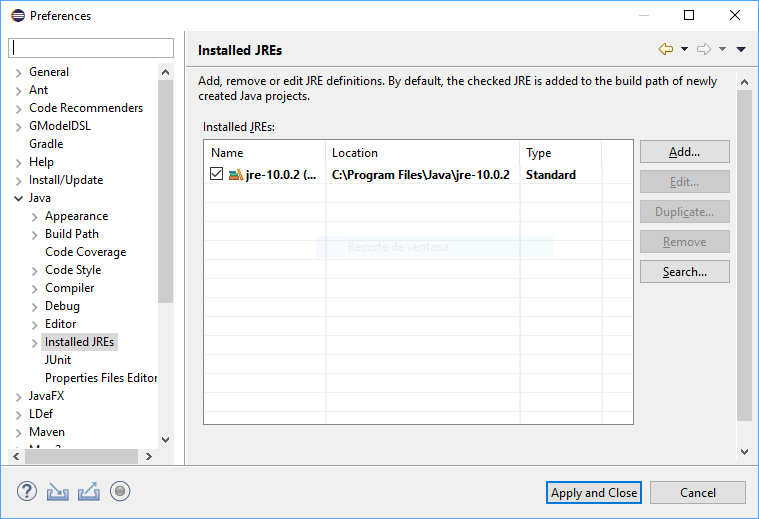 Preferences
General
Ant
Code Recommenders
GModelDSL
Gradle
Help
Install/Update
Java
Appearance
Build Path
Code Coverage
Code Style
Compiler
Debug
Editor
Installed JREs
JUnit
Properties Files Editor
JavaFX
LDef
Maven
Installed JREs
Add, remove or edit JRE definitions. By default, the checked JRE is added to the build path of newly
created Java projects.
Installed JREs:
Name Location Type
jre-10.0.2 (... C:\Program Files\Java\jre-10.0.2 Standard
Recorte de ventana
Add...
Edit...
Duplicate...
Remove
Search...
Apply and Close Cancel